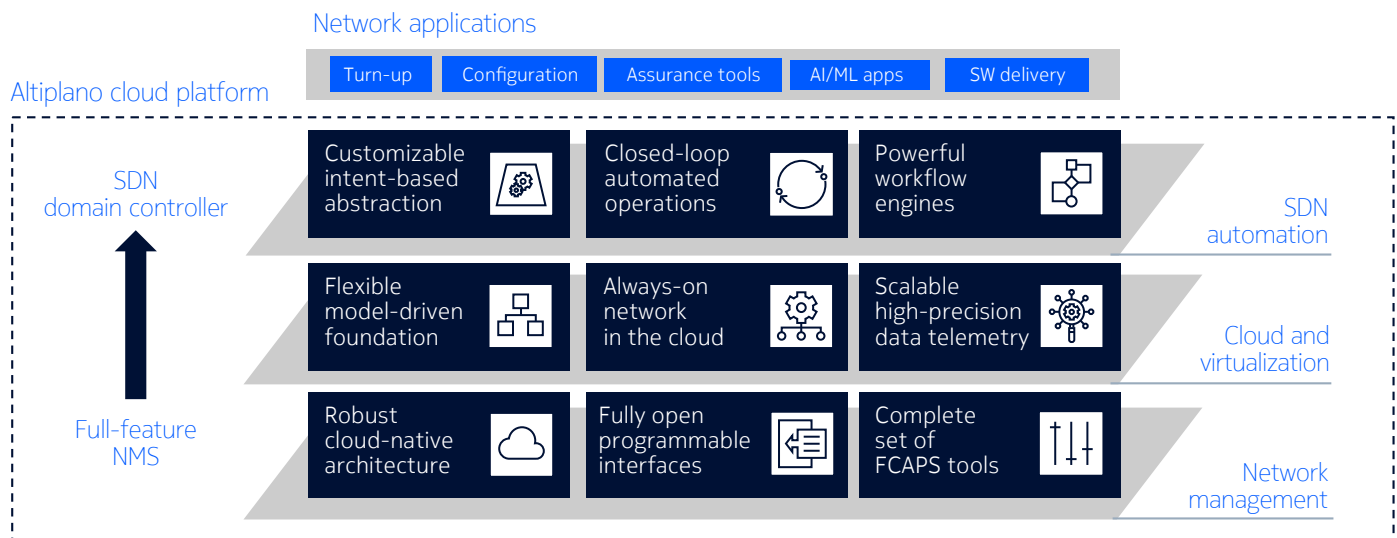 Network applications
Turn-up
Configuration
Assurance tools
AI/ML apps
SW delivery
Altiplano cloud platform
SDN
domain controller
Full-feature
NMS
Customizable
intent-based
abstraction
Closed-loop
automated
operations
Powerful
workflow
engines
SDN
automation
Flexible
model-driven
foundation
Always-on
network
in the cloud
Scalable
high-precision
data telemetry
Cloud and
virtualization
Robust
cloud-native
architecture
Fully open
programmable
interfaces
Complete
set of
FCAPS tools
Network
management